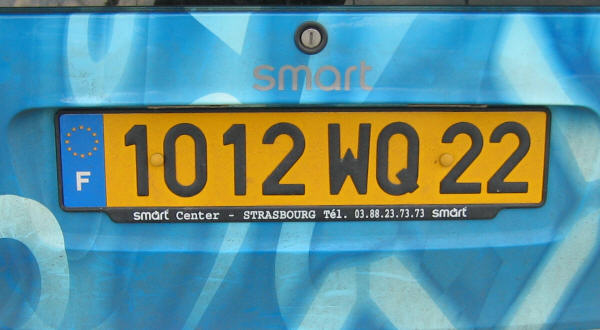 smart
F 1012 WQ 22
smart Center - STRASBOURG Tél. 03.88.23.73.73 smart